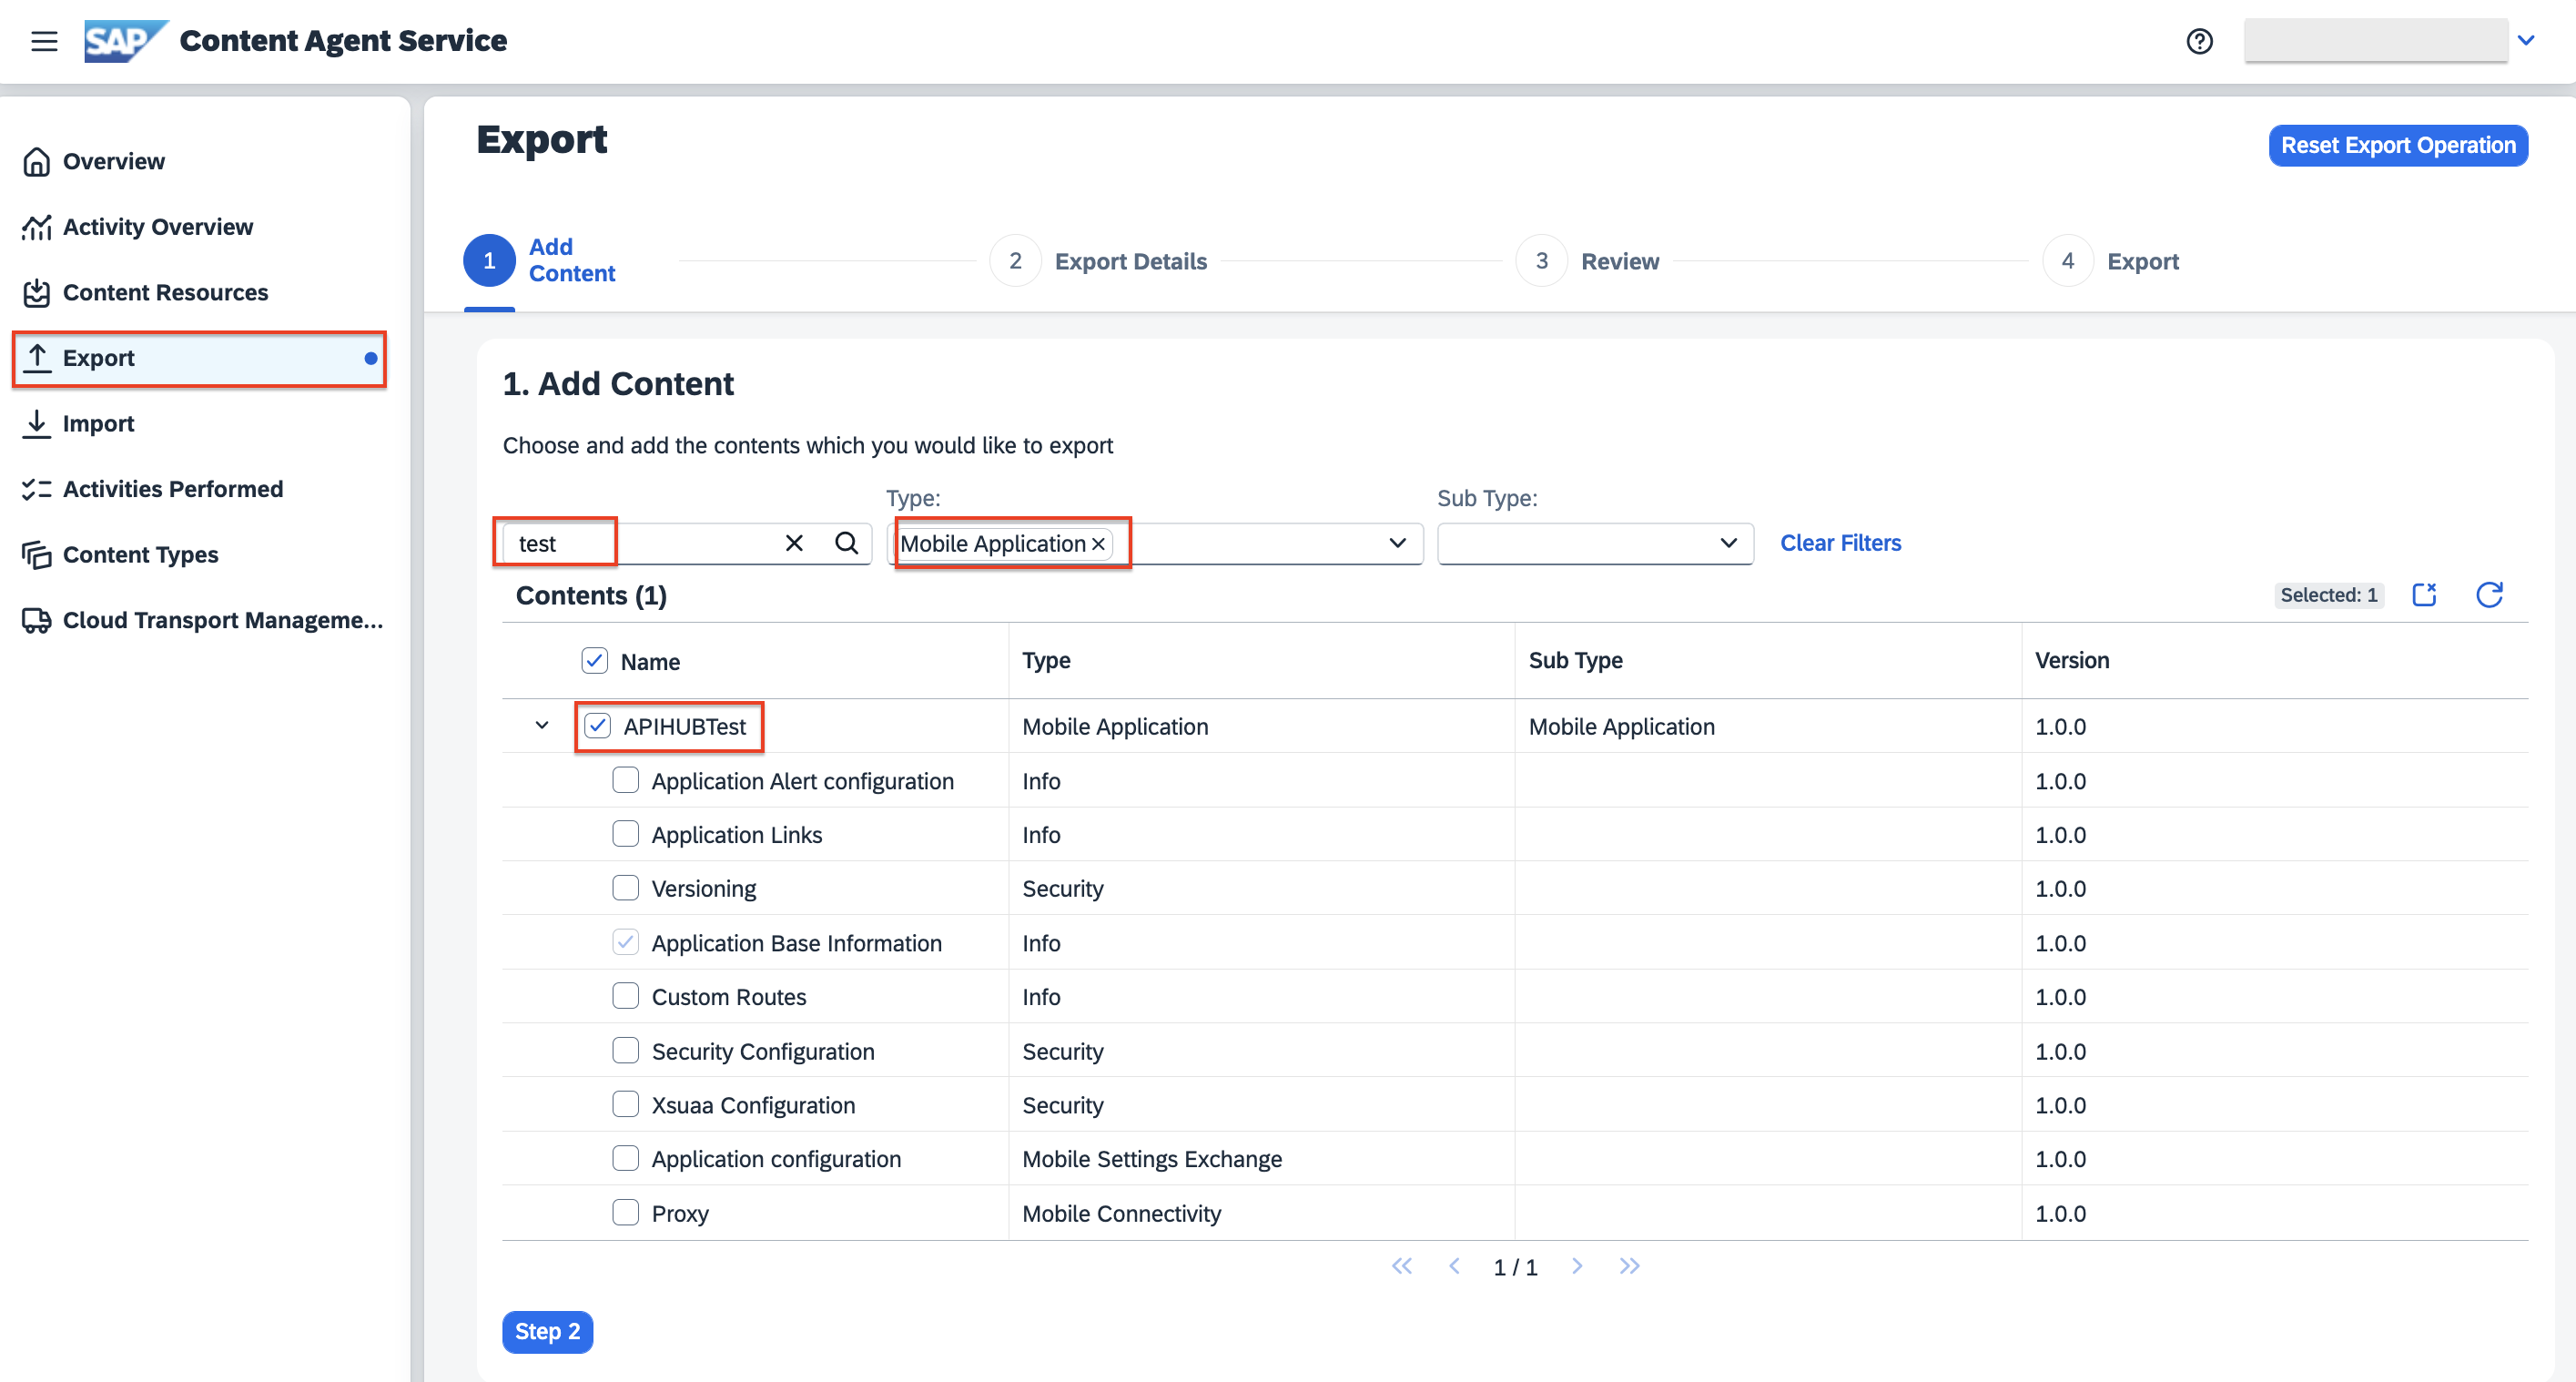 SAP Content Agent Service
Overview
Activity Overview
Content Resources
Export
Import
Activities Performed
Content Types
Cloud Transport Manageme...
Export
Reset Export Operation
1 Add
Content
2 Export Details
3 Review
4 Export
1. Add Content
Choose and add the contents which you would like to export
Type: Sub Type:
test Mobile Application Clear Filters
Contents (1) Selected: 1
Name Type Sub Type Version
APIHUBTest Mobile Application Mobile Application 1.0.0
Application Alert configuration Info 1.0.0
Application Links Info 1.0.0
Versioning Security 1.0.0
Application Base Information Info 1.0.0
Custom Routes Info 1.0.0
Security Configuration Security 1.0.0
Xsuaa Configuration Security 1.0.0
Application configuration Mobile Settings Exchange 1.0.0
Proxy Mobile Connectivity 1.0.0
1 / 1
Step 2